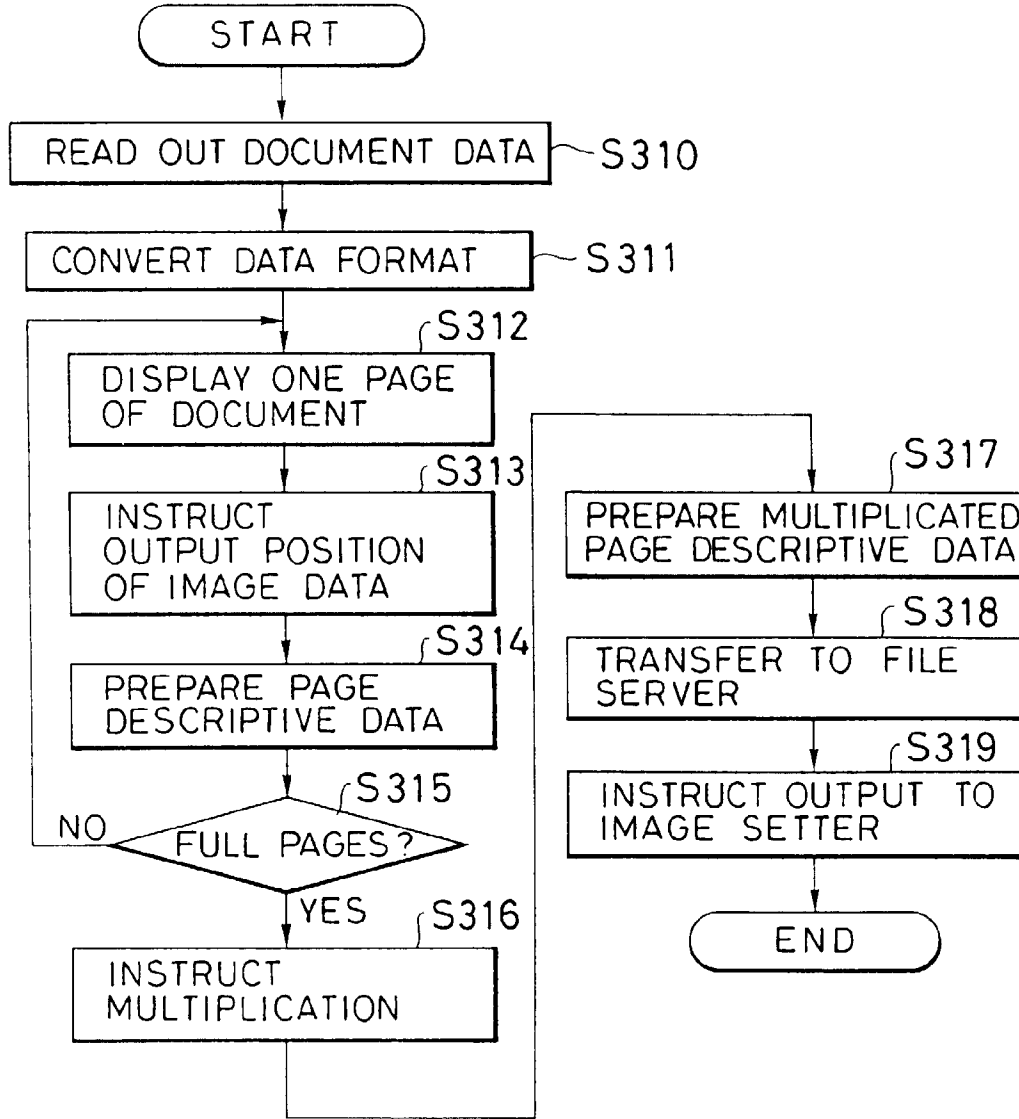 START
READ OUT DOCUMENT DATA
S310
CONVERT DATA FORMAT
S311
S312
DISPLAY ONE PAGE
OF DOCUMENT
S313
INSTRUCT
OUTPUT POSITION
OF IMAGE DATA
S314
PREPARE PAGE
DESCRIPTIVE DATA
S315
NO
FULL PAGES?
YES
S316
INSTRUCT
MULTIPLICATION
S317
PREPARE MULTIPLICATED
PAGE DESCRIPTIVE DATA
S318
TRANSFER TO FILE
SERVER
S319
INSTRUCT OUTPUT TO
IMAGE SETTER
END